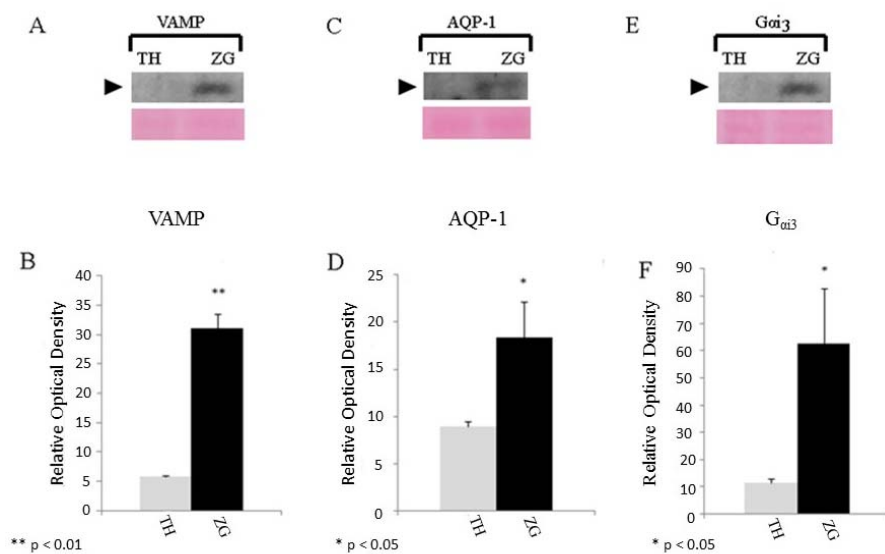 A
VAMP
TH ZG
C
AQP-1
TH ZG
E
Gαi3
TH ZG
VAMP
B
Relative Optical Density
40
35
30
25
20
15
10
5
0
**
TH
ZG
** p < 0.01
AQP-1
D
Relative Optical Density
25
20
15
10
5
0
*
TH
ZG
* p < 0.05
Gαi3
F
Relative Optical Density
90
80
70
60
50
40
30
20
10
0
*
TH
ZG
* p < 0.05